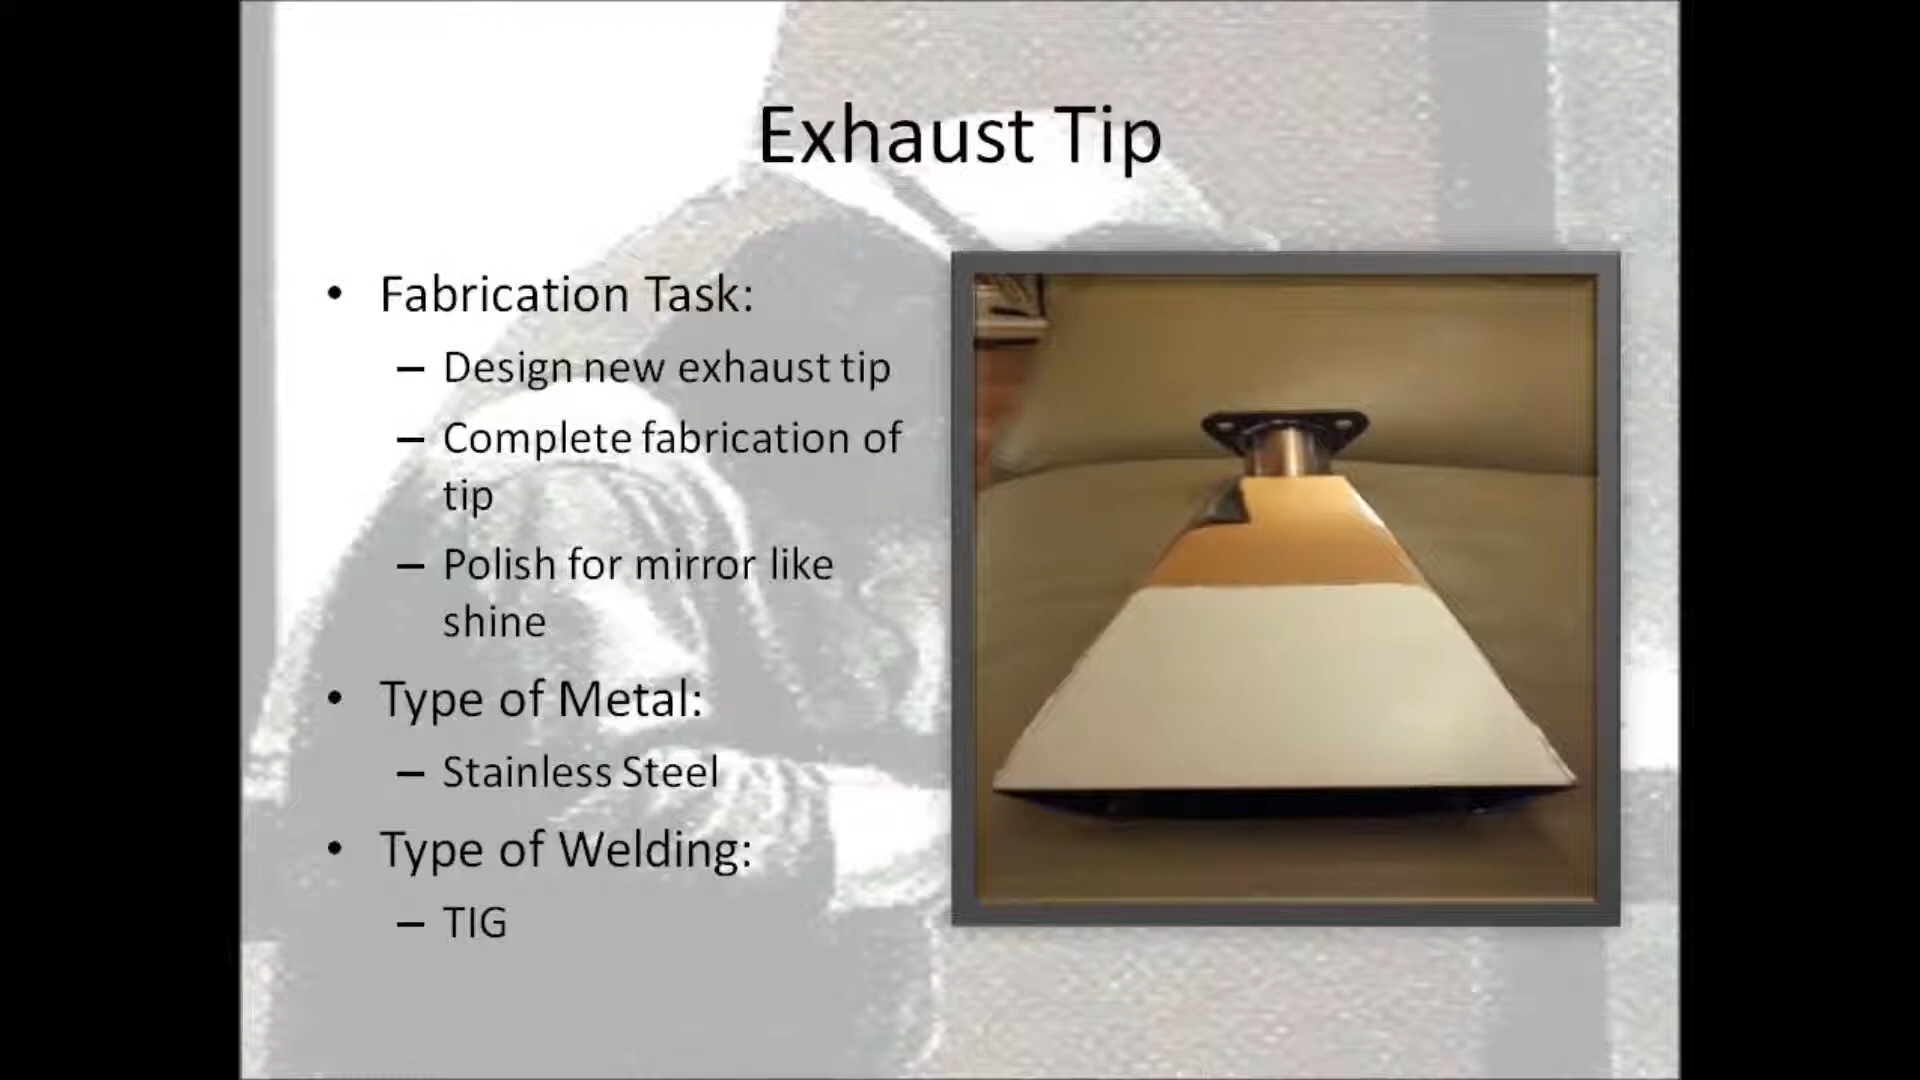 Exhaust Tip
• Fabrication Task:
– Design new exhaust tip
– Complete fabrication of
tip
– Polish for mirror like
shine
• Type of Metal:
– Stainless Steel
• Type of Welding:
– TIG